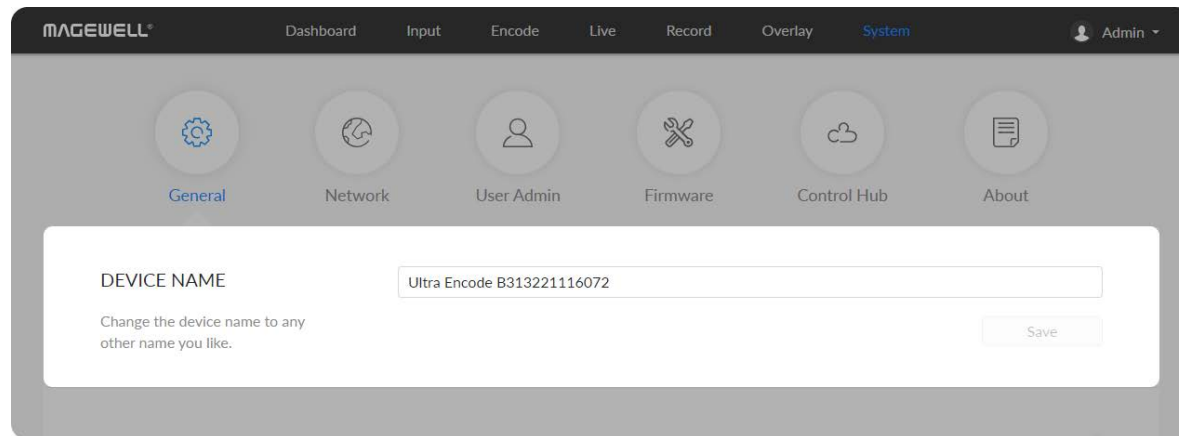 MAGEWELL®
Dashboard Input Encode Live Record Overlay System Admin
General Network User Admin Firmware Control Hub About
DEVICE NAME
Ultra Encode B313221116072
Change the device name to any
other name you like.
Save